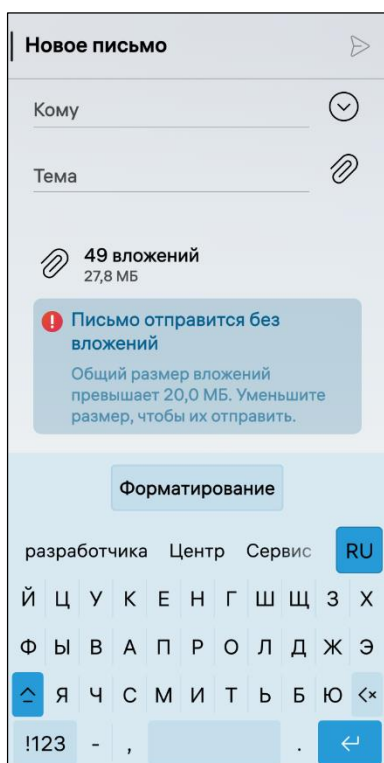 Новое письмо
Кому
Тема
49 вложений
27,8 МБ
Письмо отправится без
вложений
Общий размер вложений
превышает 20,0 МБ. Уменьшите
размер, чтобы их отправить.
Форматирование
разработчика Центр Сервис RU
Й Ц У К Е Н Г Ш Щ З Х
Ф Ы В А П Р О Л Д Ж Э
Я Ч С М И Т Ь Б Ю
!123 - , .